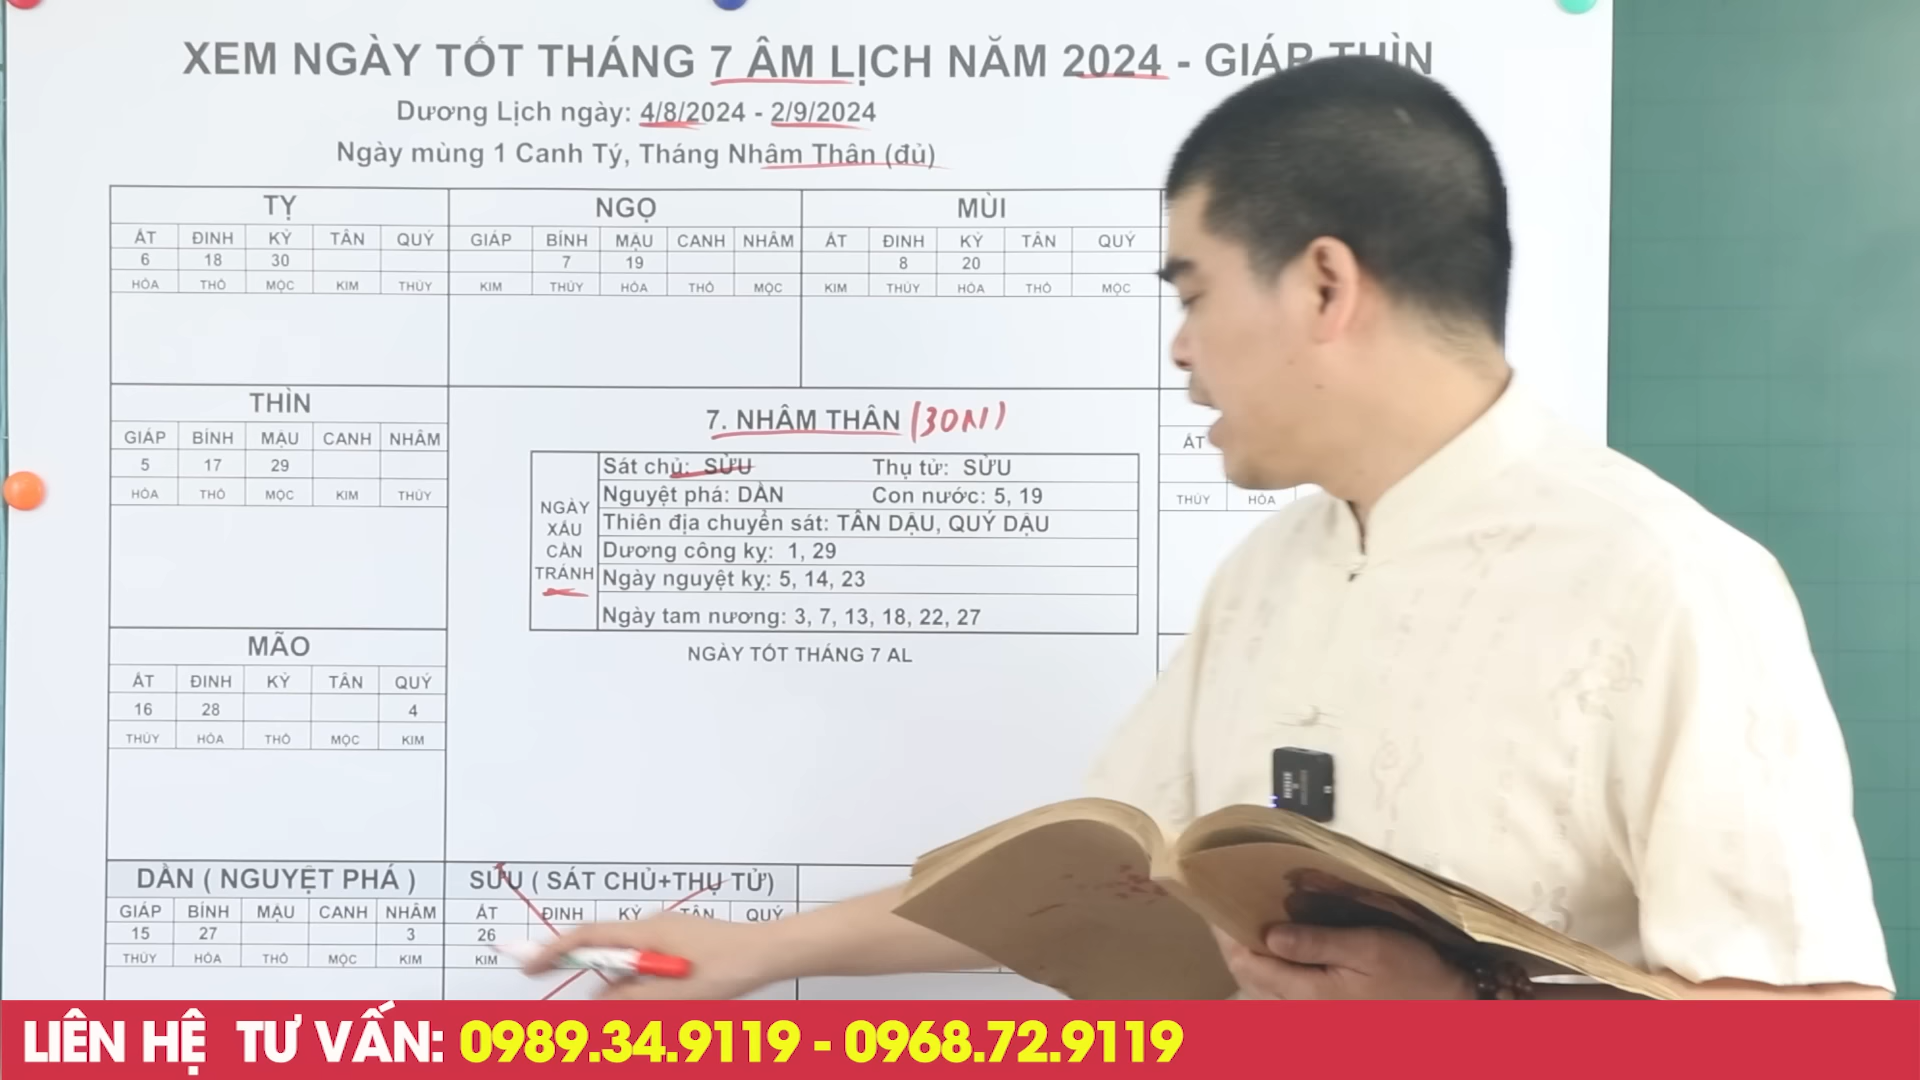 XEM NGÀY TỐT THÁNG 7 ÂM LỊCH NĂM 2024 - GIÁP THÌN
Dương Lịch ngày: 4/8/2024 - 2/9/2024
Ngày mùng 1 Canh Tý, Tháng Nhâm Thân (đủ)
TỴ
ẤT ĐINH KỶ TÂN QUÝ
6 18 30
HỎA THỔ MỘC KIM THỦY
NGỌ
GIÁP BÍNH MẬU CANH NHÂM
7 19
KIM THỦY HỎA THỔ MỘC
MÙI
ẤT ĐINH KỶ TÂN QUÝ
8 20
KIM THỦY HỎA THỔ MỘC
THÌN
GIÁP BÍNH MẬU CANH NHÂM
5 17 29
HỎA THỔ MỘC KIM THỦY
7. NHÂM THÂN (30N)
NGÀY XẤU CẦN TRÁNH
Sát chủ: SỬU Thụ tử: SỬU
Nguyệt phá: DẦN Con nước: 5, 19
Thiên địa chuyển sát: TÂN DẬU, QUÝ DẬU
Dương công kỵ: 1, 29
Ngày nguyệt kỵ: 5, 14, 23
Ngày tam nương: 3, 7, 13, 18, 22, 27
NGÀY TỐT THÁNG 7 AL
ẤT
THỦY HỎA
MÃO
ẤT ĐINH KỶ TÂN QUÝ
16 28 4
THỦY HỎA THỔ MỘC KIM
DẦN ( NGUYỆT PHÁ )
GIÁP BÍNH MẬU CANH NHÂM
15 27 3
THỦY HỎA THỔ MỘC KIM
SỬU ( SÁT CHỦ+THỤ TỬ)
ẤT ĐINH KỶ TÂN QUÝ
26
KIM
LIÊN HỆ TƯ VẤN: 0989.34.9119 - 0968.72.9119